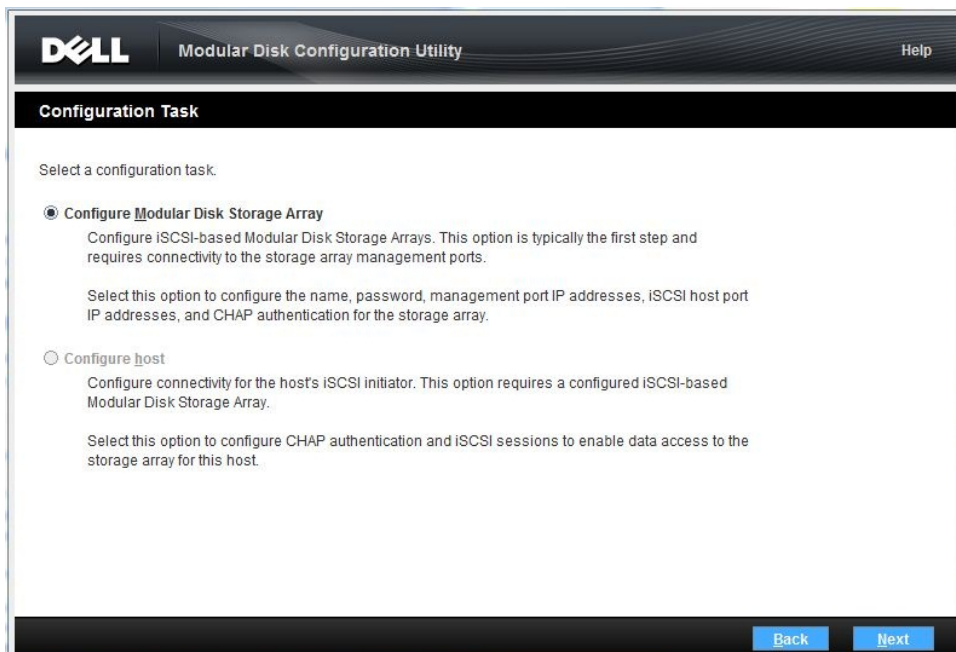 DELL
Modular Disk Configuration Utility
Help
Configuration Task
Select a configuration task.
Configure Modular Disk Storage Array
Configure iSCSI-based Modular Disk Storage Arrays. This option is typically the first step and
requires connectivity to the storage array management ports.
Select this option to configure the name, password, management port IP addresses, iSCSI host port
IP addresses, and CHAP authentication for the storage array.
Configure host
Configure connectivity for the host's iSCSI initiator. This option requires a configured iSCSI-based
Modular Disk Storage Array.
Select this option to configure CHAP authentication and iSCSI sessions to enable data access to the
storage array for this host.
Back
Next